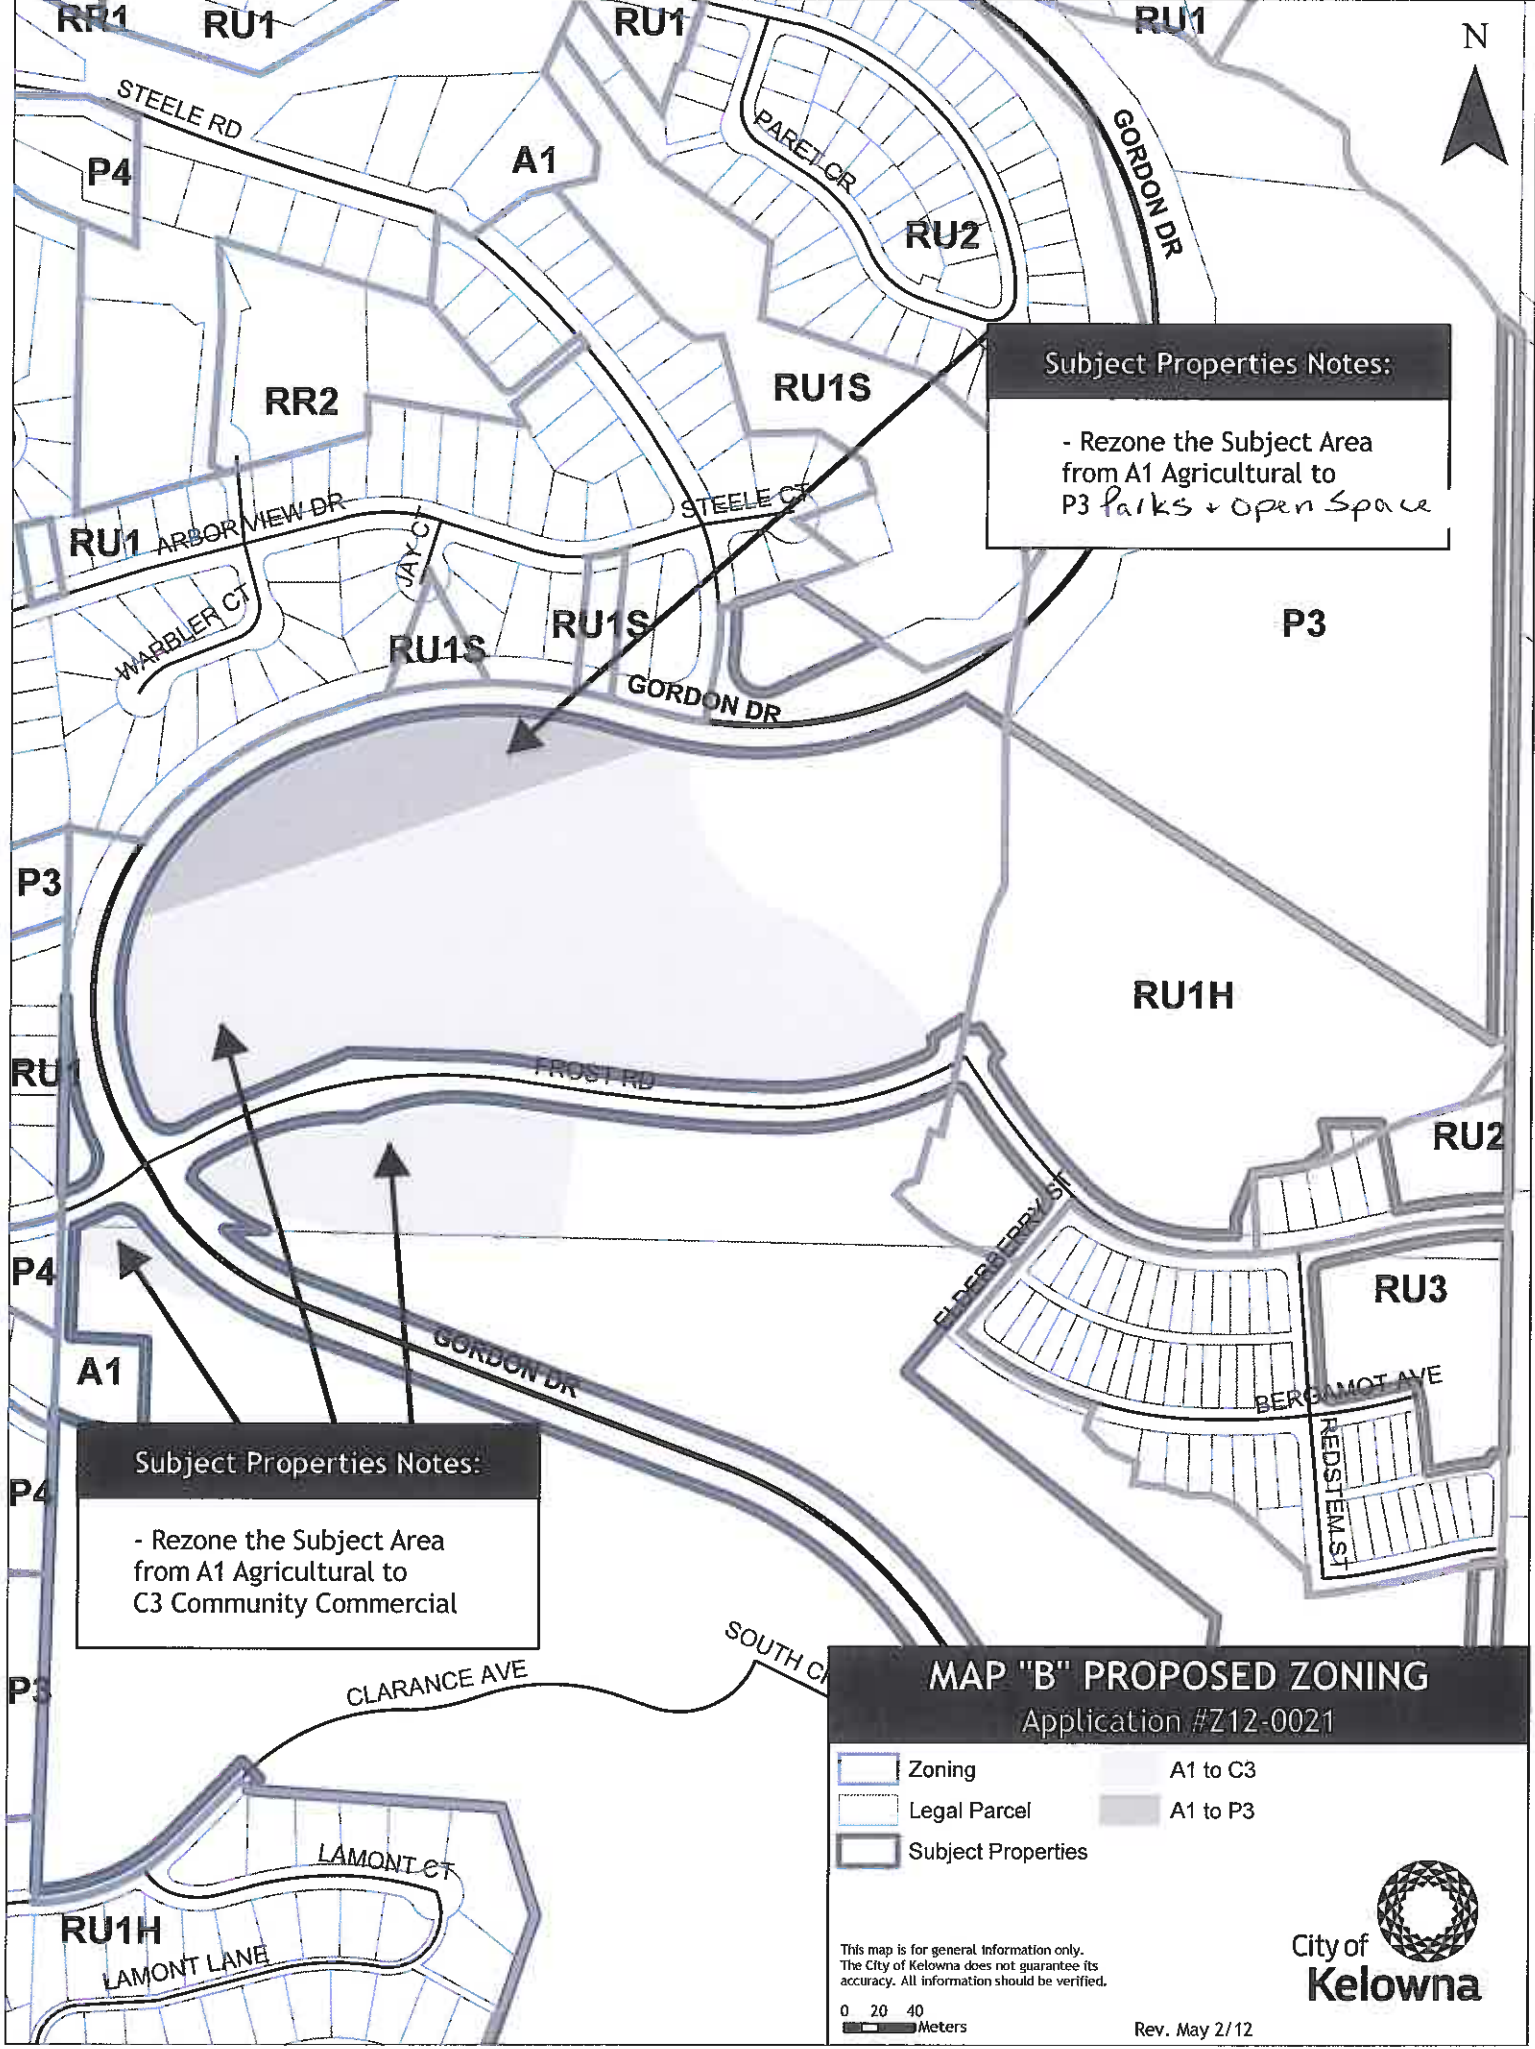 RR1
RU1
A1
RU1
RU1
N
STEELE RD
GORDON DR
PARET CR
P4
A1
RU2
Subject Properties Notes:
- Rezone the Subject Area
from A1 Agricultural to
P3 Parks + Open Space
RU1S
RR2
STEELE CT
ARBOR VIEW DR
RU1
JAY CT
WARBLER CT
RU1S
RU1S
P3
GORDON DR
P3
RU1H
RU1
FROST RD
RU2
ELDERBERRY ST
P4
RU3
A1
GORDON DR
BERGAMOT AVE
REDSTEM ST
Subject Properties Notes:
- Rezone the Subject Area
from A1 Agricultural to
C3 Community Commercial
P4
P3
SOUTH
CLARANCE AVE
MAP "B" PROPOSED ZONING
Application #Z12-0021
Zoning
A1 to C3
Legal Parcel
A1 to P3
Subject Properties
LAMONT CT
RU1H
LAMONT LANE
This map is for general information only.
The City of Kelowna does not guarantee its
accuracy. All information should be verified.
0 20 40
Meters
City of
Kelowna
Rev. May 2/12